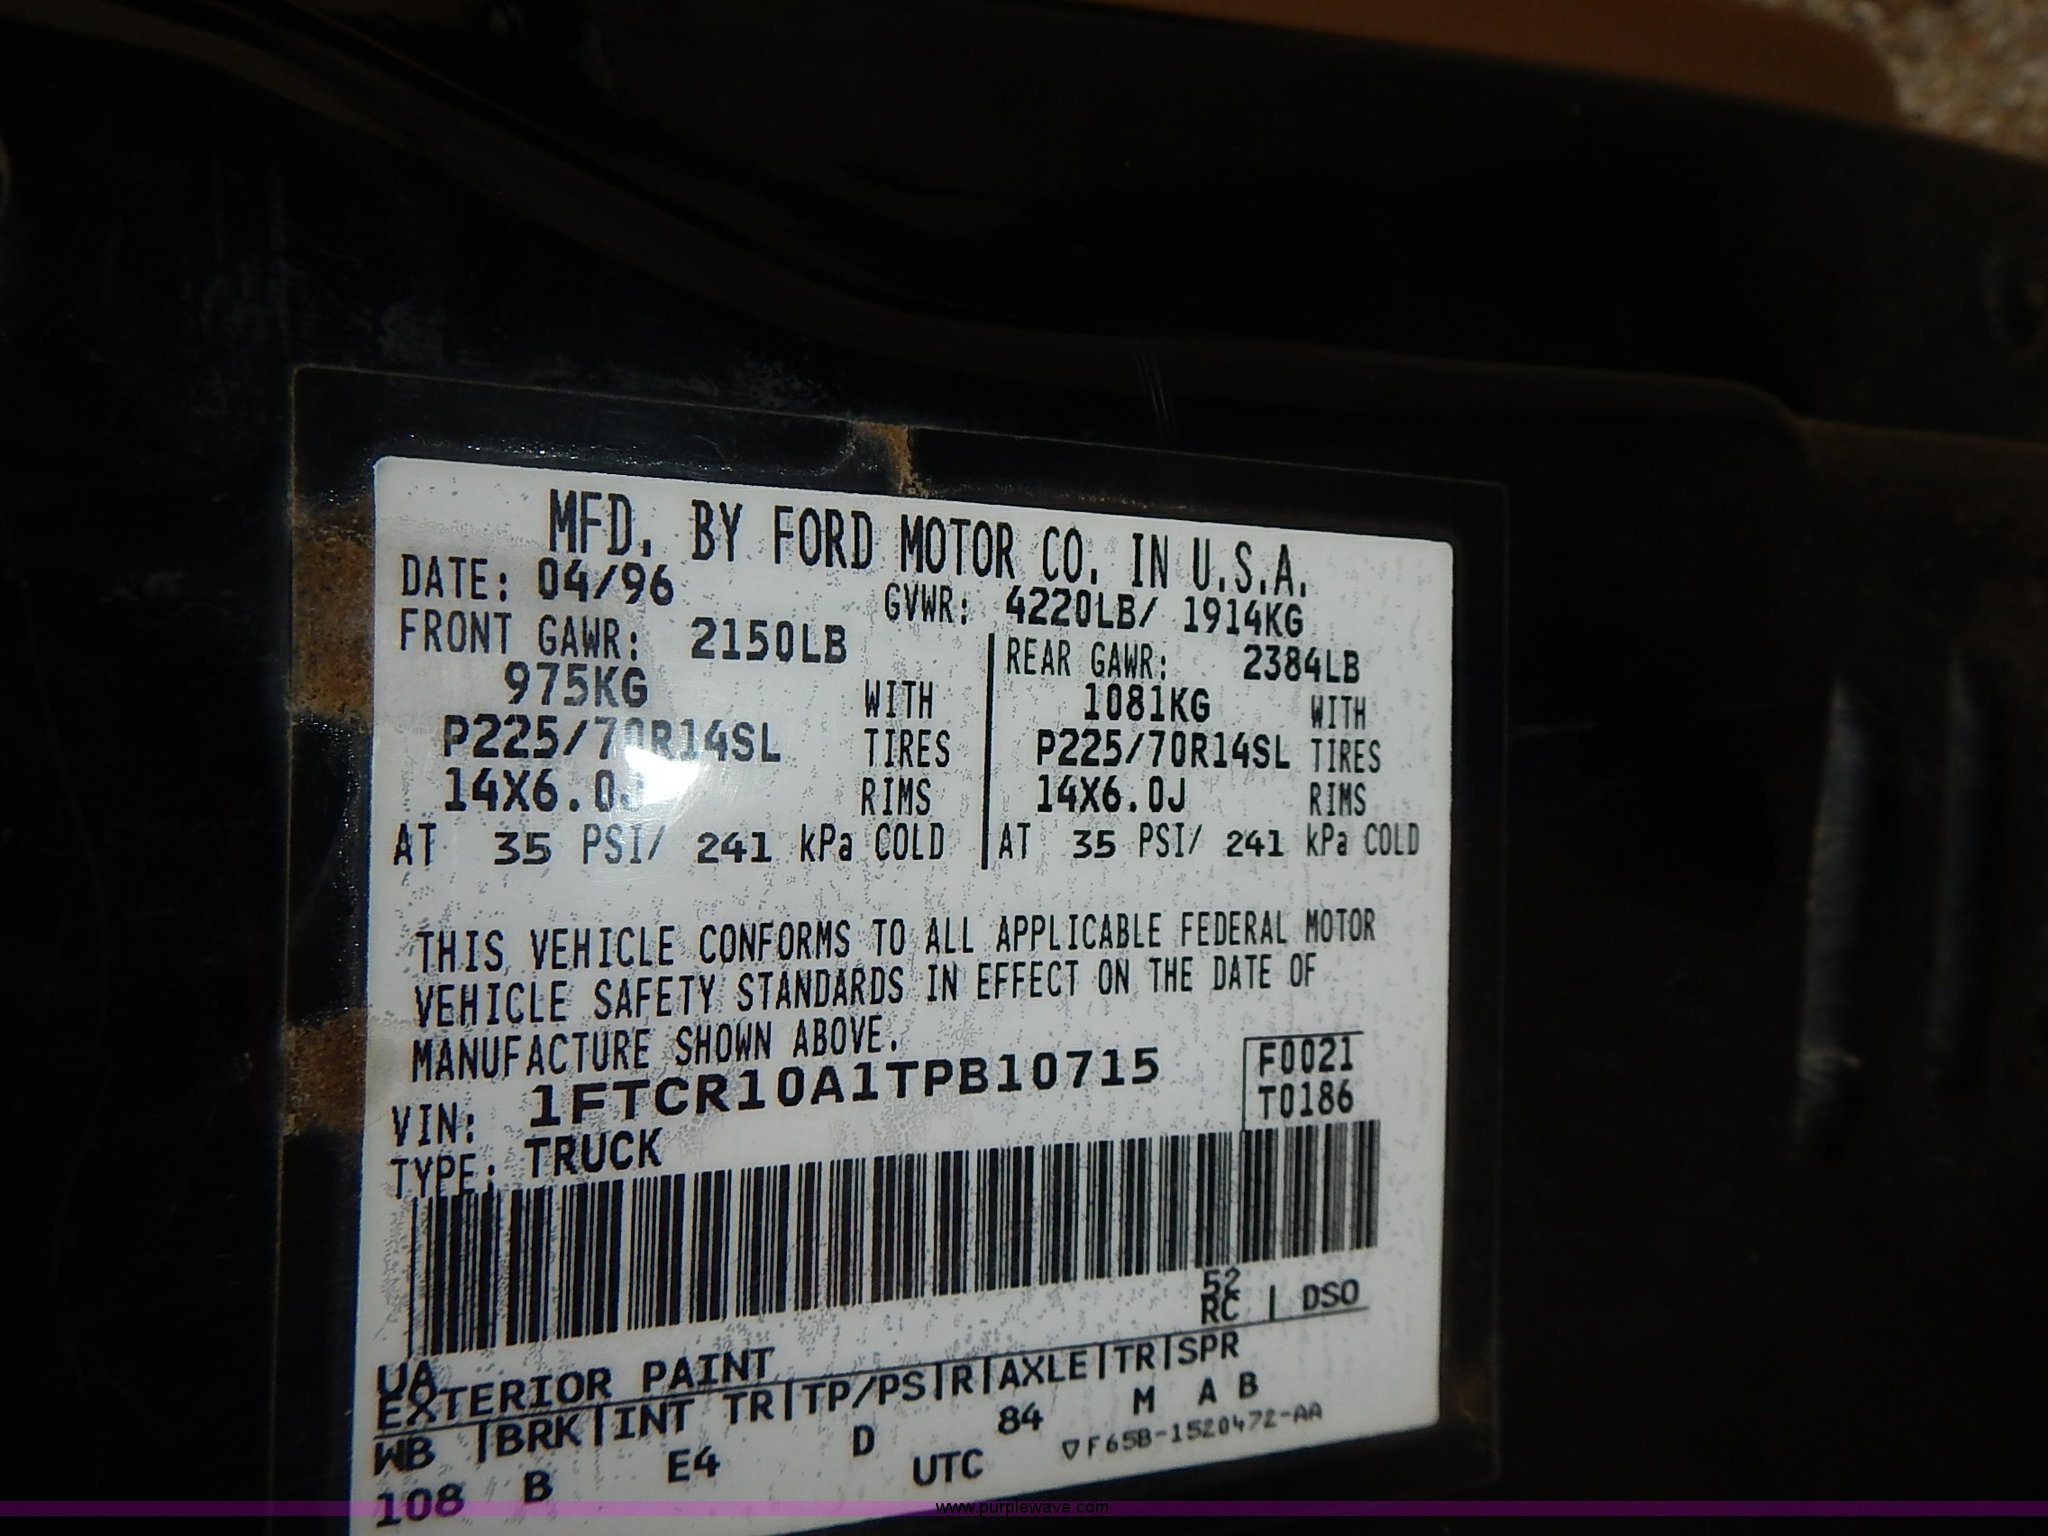 MFD. BY FORD MOTOR CO. IN U.S.A.
DATE: 04/96 GVWR: 4220LB/ 1914KG
FRONT GAWR: 2150LB REAR GAWR: 2384LB
975KG WITH 1081KG WITH
P225/70R14SL TIRES P225/70R14SL TIRES
14X6.0J RIMS 14X6.0J RIMS
AT 35 PSI/ 241 kPa COLD AT 35 PSI/ 241 kPa COLD
THIS VEHICLE CONFORMS TO ALL APPLICABLE FEDERAL MOTOR
VEHICLE SAFETY STANDARDS IN EFFECT ON THE DATE OF
MANUFACTURE SHOWN ABOVE.
VIN: 1FTCR10A1TPB10715 F0021
TYPE: TRUCK T0186
52
UA RC | DSO
EXTERIOR PAINT
WB |BRK|INT TR|TP/PS|R|AXLE|TR|SPR
108 B E4 D 84 M A B
UTC ▽F65B-1520472-AA
www.purplewave.com